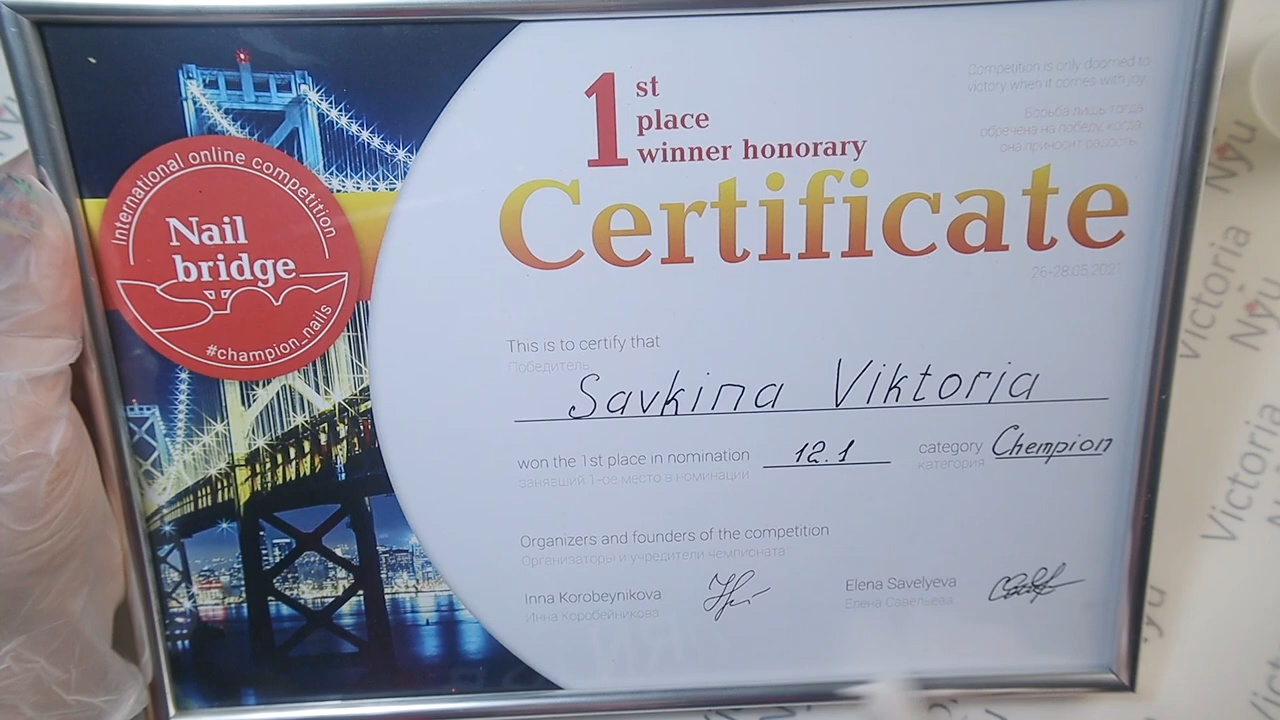 International online competition
Nail
bridge
#champion_nails
1 st
place
winner honorary
Certificate
Competition is only doomed to
victory when it comes with joy.
Борьба лишь тогда
обречена на победу, когда
она приносит радость.
26-28.05.2021
This is to certify that
Победитель
Savkina Viktoria
won the 1st place in nomination 12.1 category Chempion
занявший 1-ое место в номинации категория
Organizers and founders of the competition
Организаторы и учредители чемпионата
Inna Korobeynikova Elena Savelyeva
Инна Коробейникова Елена Савельева
Nyu
Victoria
Nyu
Victoria